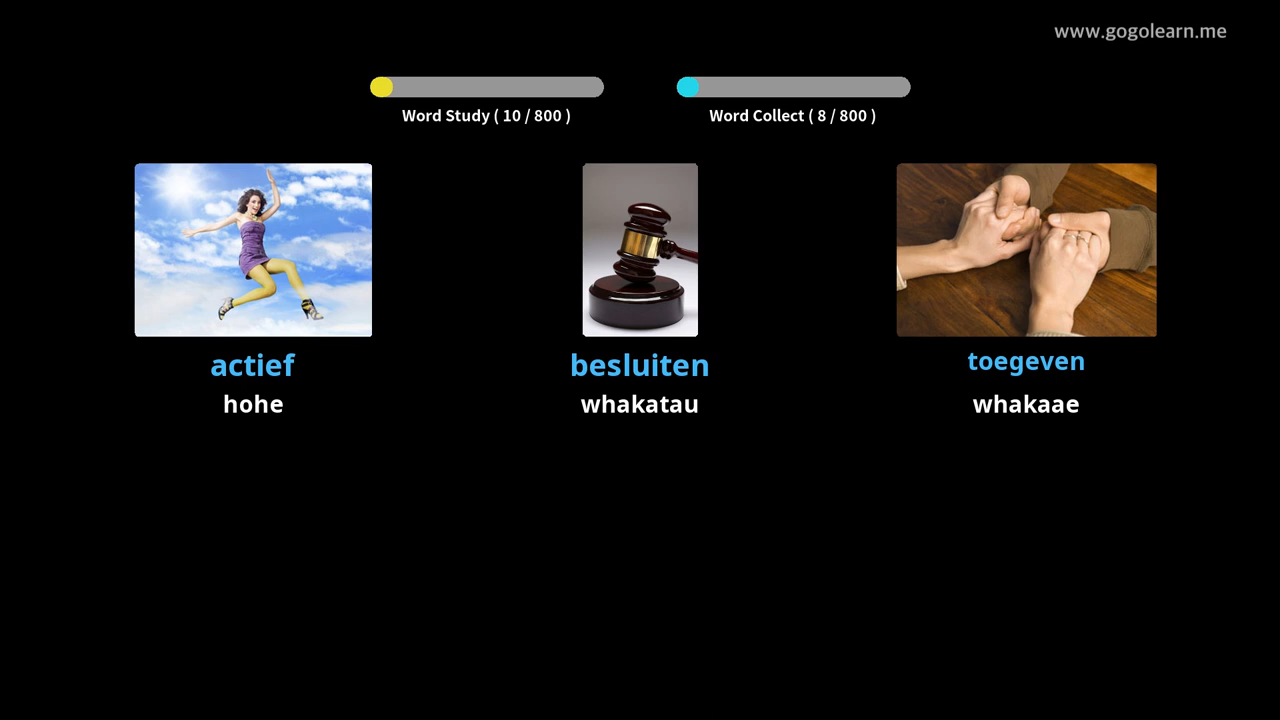 www.gogolearn.me
Word Study ( 10 / 800 )
Word Collect ( 8 / 800 )
actief
besluiten
toegeven
hohe
whakatau
whakaae